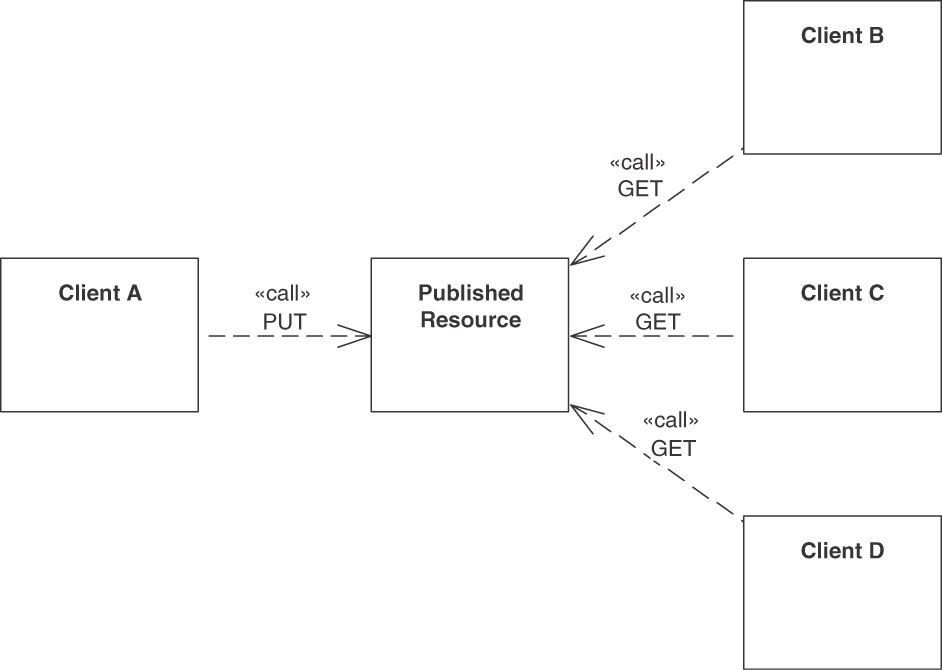 Client B
«call»
GET
Client A
«call»
PUT
Published
Resource
«call»
GET
Client C
«call»
GET
Client D